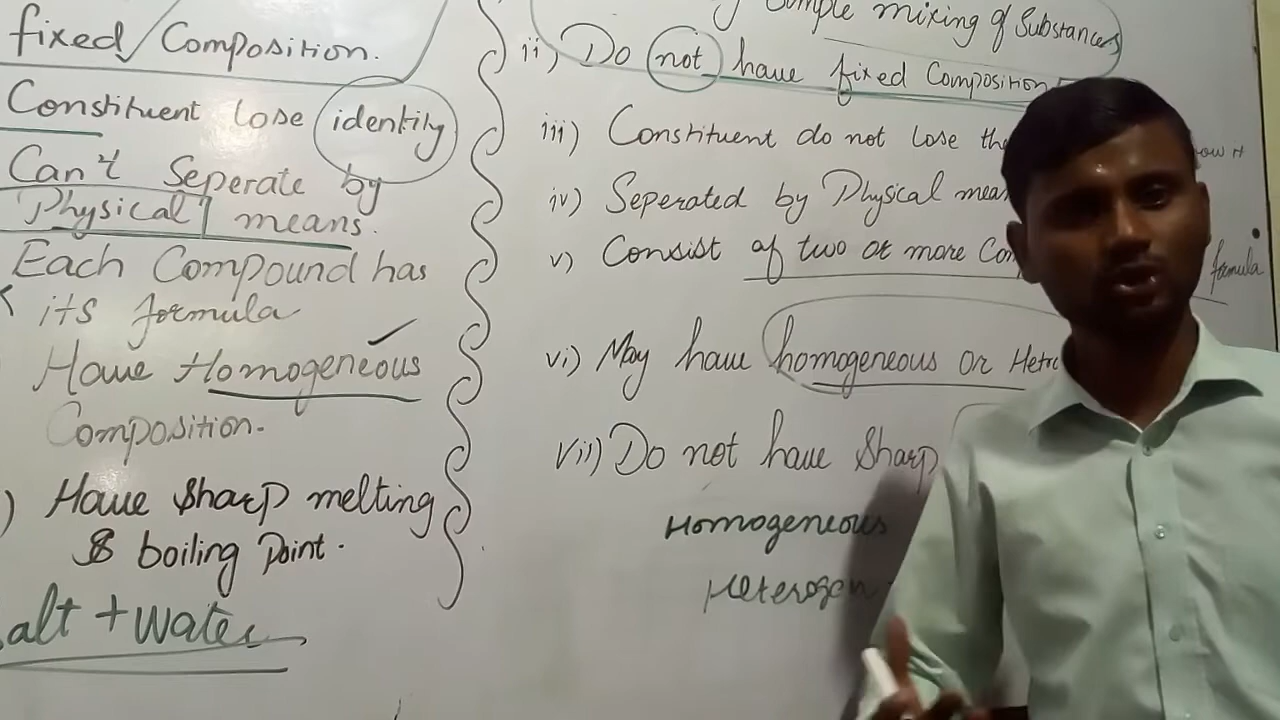 fixed Composition.
Constituent lose identity
Can't Seperate by
Physical means.
Each Compound has
its formula
Have Homogeneous
Composition.
) Have Sharp melting
& boiling Point.
alt + Water
Simple mixing of Substances
ii) Do not have fixed Composition
iii) Constituent do not lose the
iv) Seperated by Physical mean
v) Consist of two or more Com
formula
vi) May have homogeneous or Hetr
vii) Do not have Sharp
Homogeneous
Heterogen